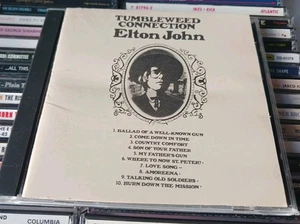 TUMBLEWEED
CONNECTION
Elton John
1. BALLAD OF A WELL-KNOWN GUN
2. COME DOWN IN TIME
3. COUNTRY COMFORT
4. SON OF YOUR FATHER
5. MY FATHER'S GUN
6. WHERE TO NOW ST. PETER?
7. LOVE SONG
8. AMOREENA
9. TALKING OLD SOLDIERS
10. BURN DOWN THE MISSION
COLUMBIA